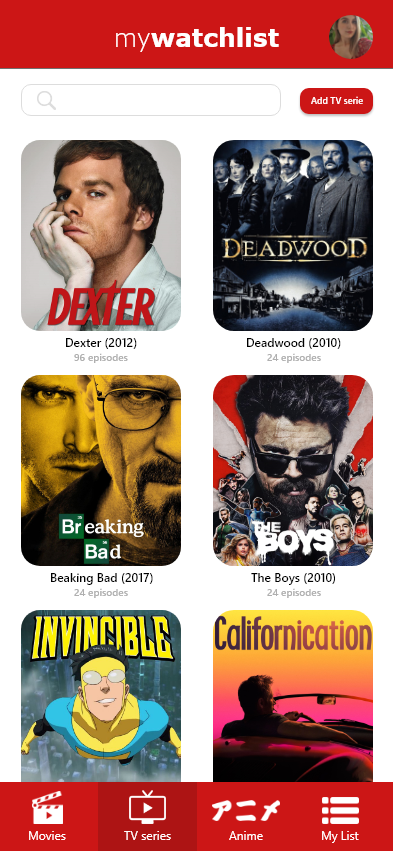 mywatchlist
Add TV serie
DEXTER
DEADWOOD
Dexter (2012)
Deadwood (2010)
96 episodes
24 episodes
Breaking
Bad
THE
BOYS
Beaking Bad (2017)
The Boys (2010)
24 episodes
24 episodes
INVINCIBLE
Californication
アニメ
Movies
TV series
Anime
My List